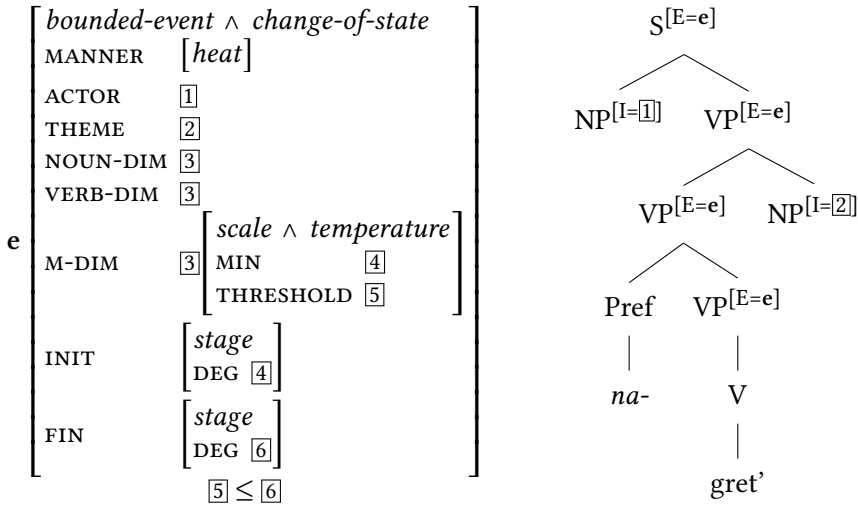 bounded-event ∧ change-of-state
MANNER [heat]
ACTOR 1
THEME 2
NOUN-DIM 3
VERB-DIM 3
e
M-DIM 3
scale ∧ temperature
MIN 4
THRESHOLD 5
INIT
stage
DEG 4
FIN
stage
DEG 6
5 ≤ 6
S[E=e]
NP[I=1] VP[E=e]
VP[E=e] NP[I=2]
Pref VP[E=e]
na- V
gret’